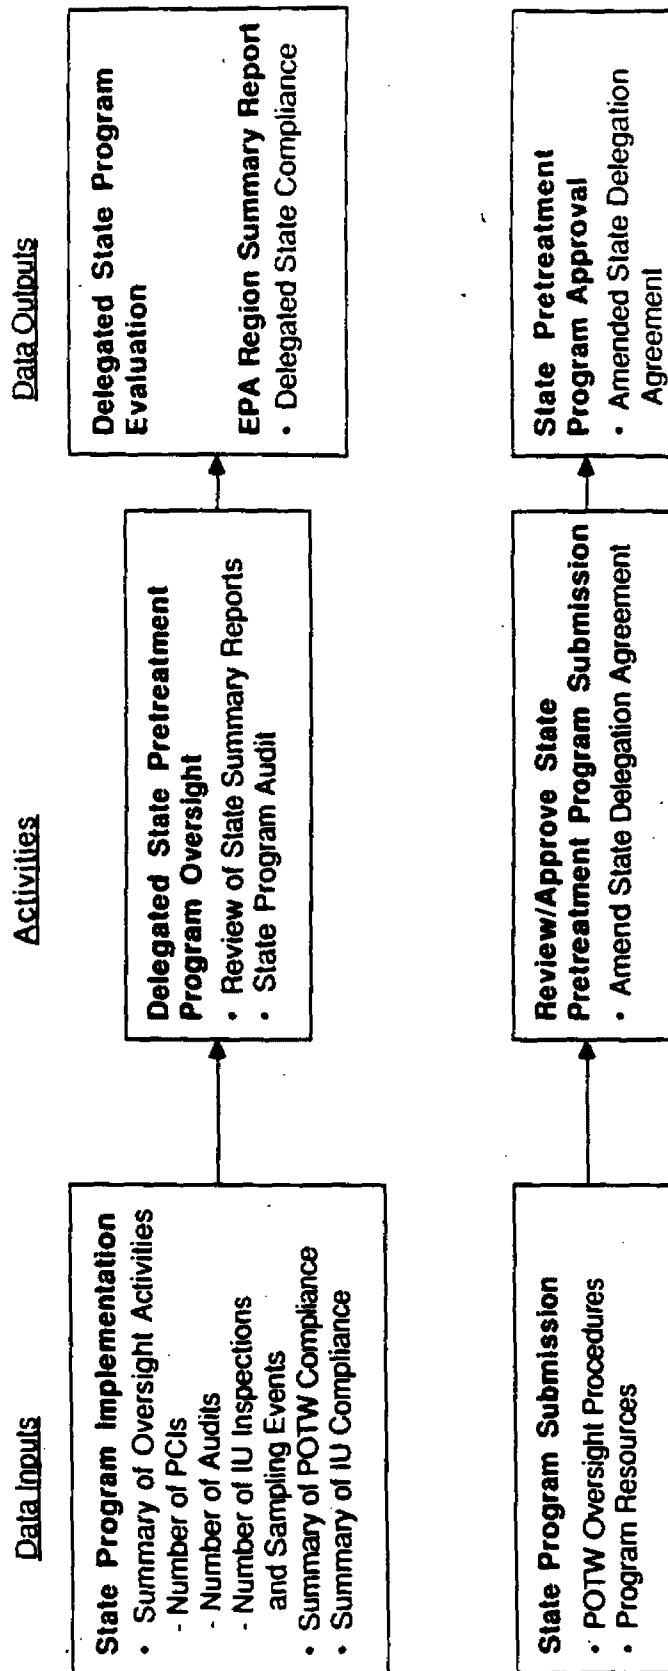 Data Inputs
Activities
Data Outputs
State Program Implementation
• Summary of Oversight Activities
- Number of PCIs
- Number of Audits
- Number of IU Inspections
and Sampling Events
• Summary of POTW Compliance
• Summary of IU Compliance
Delegated State Pretreatment
Program Oversight
• Review of State Summary Reports
• State Program Audit
Delegated State Program
Evaluation
EPA Region Summary Report
• Delegated State Compliance
State Program Submission
• POTW Oversight Procedures
• Program Resources
Review/Approve State
Pretreatment Program Submission
• Amend State Delegation Agreement
State Pretreatment
Program Approval
• Amended State Delegation
Agreement